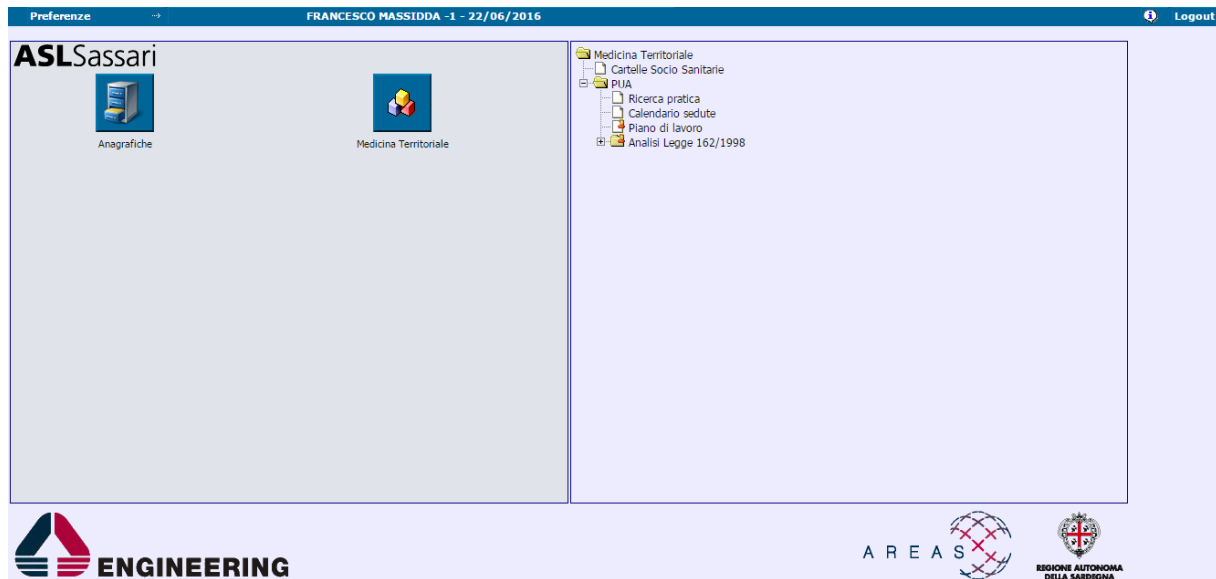 Preferenze
FRANCESCO MASSIDDA -1 - 22/06/2016
Logout
ASLSassari
Anagrafiche
Medicina Territoriale
Medicina Territoriale
Cartelle Socio Sanitarie
PUA
Ricerca pratica
Calendario sedute
Piano di lavoro
Analisi Legge 162/1998
ENGINEERING
AREAS
REGIONE AUTONOMA
DELLA SARDEGNA